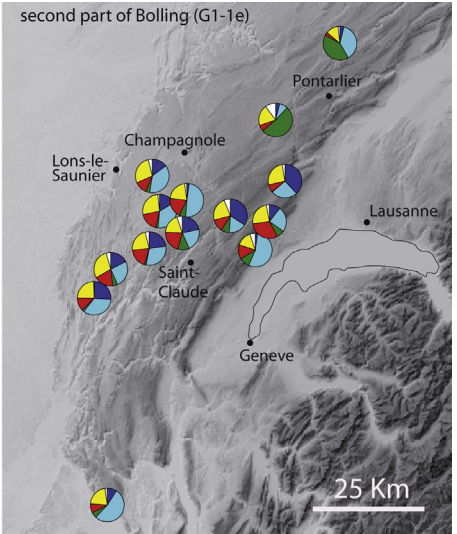 second part of Bolling (G1-1e)
Pontarlier
Champagnole
Lons-le-
Saunier
Lausanne
Saint-
Claude
Geneve
25 Km